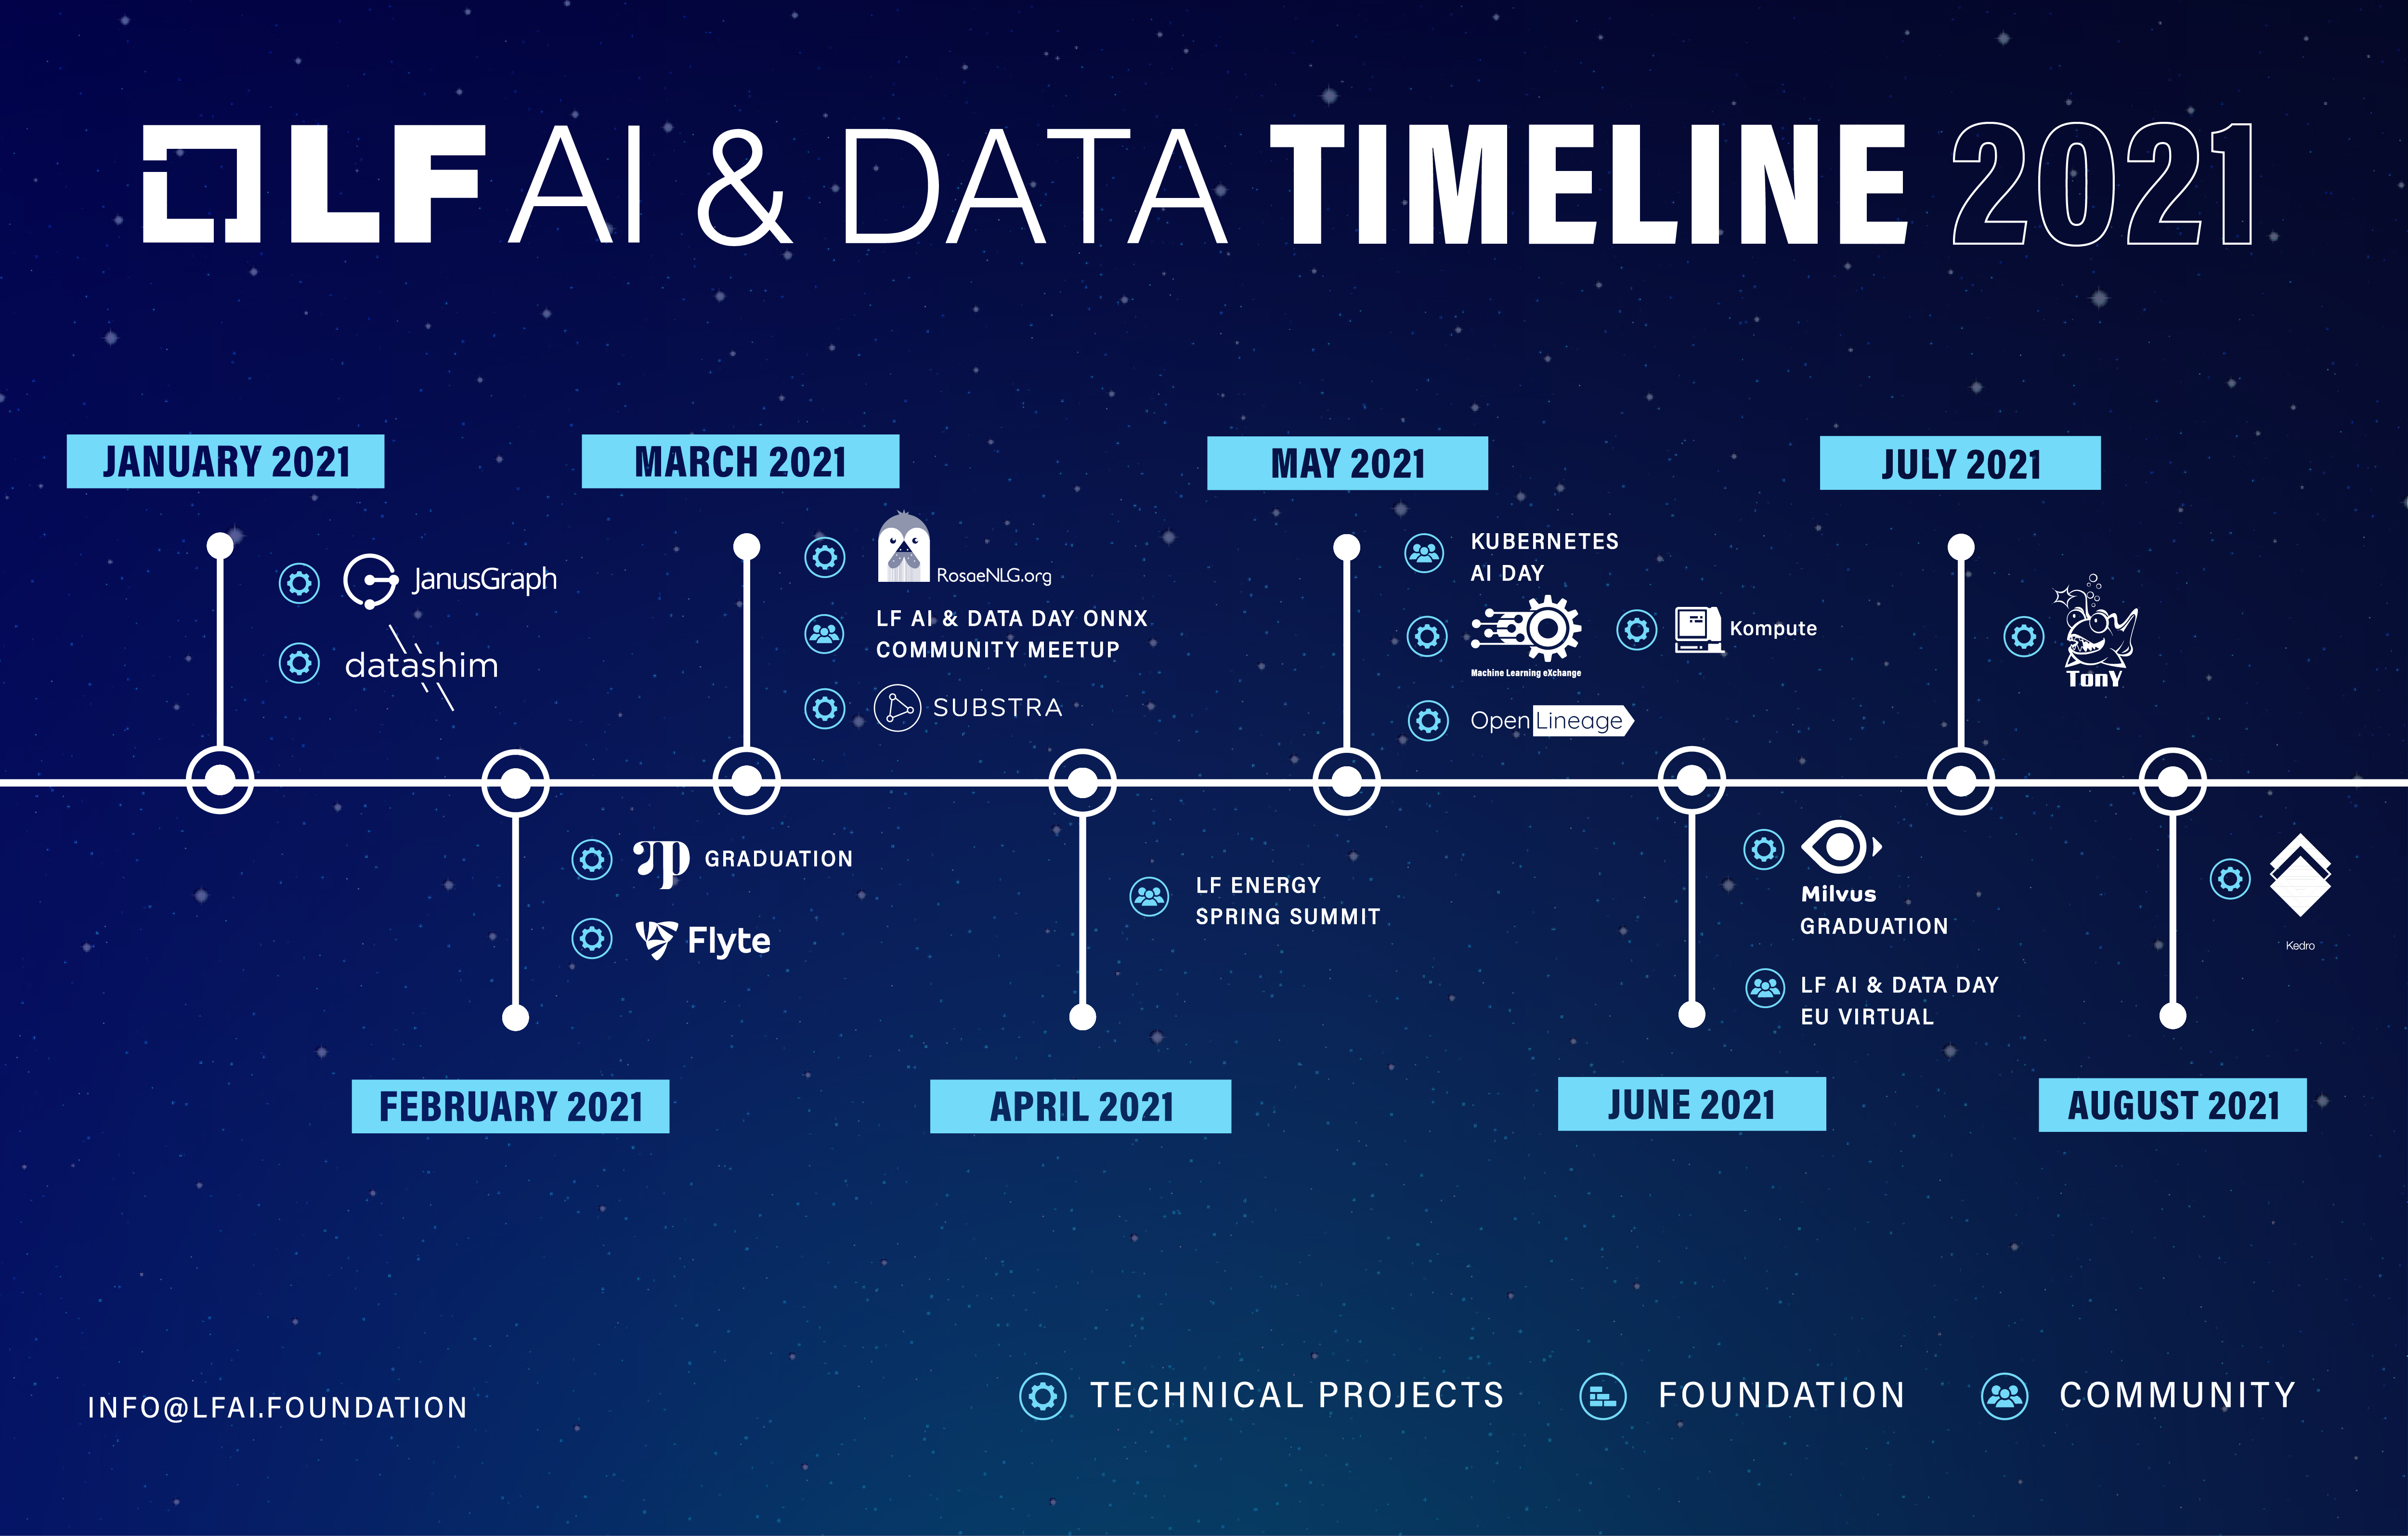 LF AI & DATA TIMELINE 2021
JANUARY 2021
JanusGraph
datashim
MARCH 2021
RosaeNLG.org
LF AI & DATA DAY ONNX
COMMUNITY MEETUP
SUBSTRA
MAY 2021
KUBERNETES
AI DAY
Machine Learning eXchange
Kompute
OpenLineage
JULY 2021
TonY
GRADUATION
Flyte
FEBRUARY 2021
LF ENERGY
SPRING SUMMIT
APRIL 2021
Milvus
GRADUATION
LF AI & DATA DAY
EU VIRTUAL
JUNE 2021
Kedro
AUGUST 2021
INFO@LFAI.FOUNDATION
TECHNICAL PROJECTS
FOUNDATION
COMMUNITY